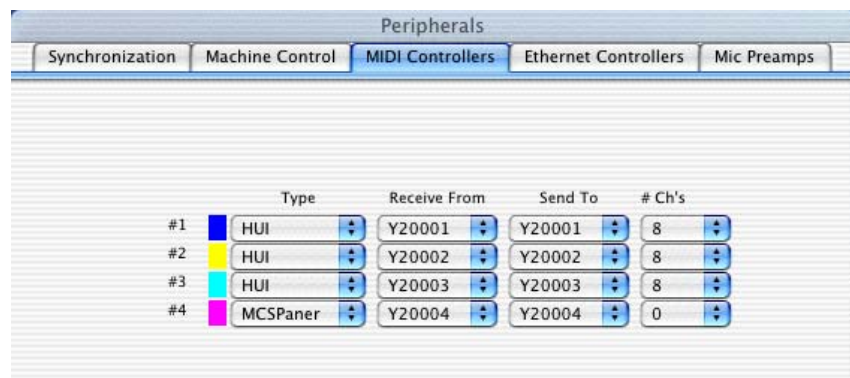 Peripherals
Synchronization Machine Control MIDI Controllers Ethernet Controllers Mic Preamps
Type Receive From Send To # Ch's
#1 HUI Y20001 Y20001 8
#2 HUI Y20002 Y20002 8
#3 HUI Y20003 Y20003 8
#4 MCSPaner Y20004 Y20004 0